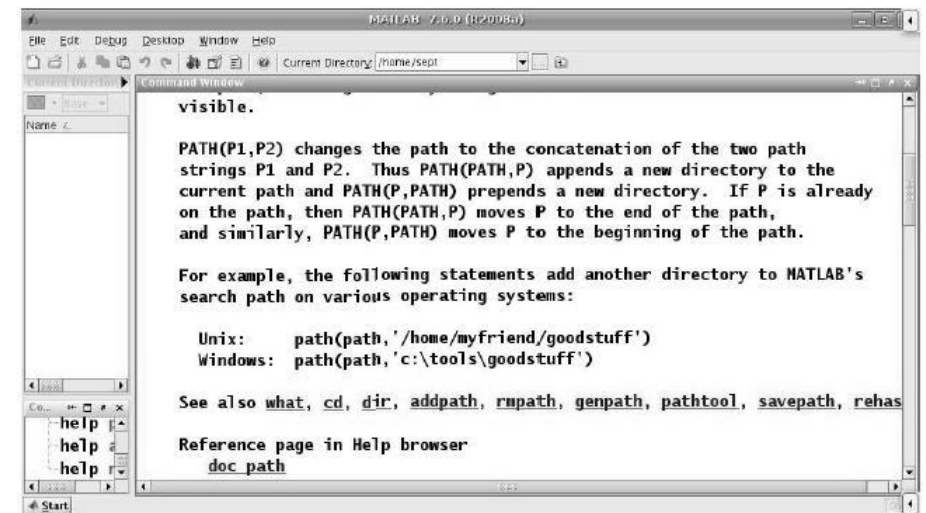 MATLAB 7.6.0 (R2008a)
File Edit Debug Desktop Window Help
Current Directory: /home/sept
Current Directory
Command Window
Base
Name
visible.
PATH(P1,P2) changes the path to the concatenation of the two path
strings P1 and P2. Thus PATH(PATH,P) appends a new directory to the
current path and PATH(P,PATH) prepends a new directory. If P is already
on the path, then PATH(PATH,P) moves P to the end of the path,
and similarly, PATH(P,PATH) moves P to the beginning of the path.
For example, the following statements add another directory to MATLAB's
search path on various operating systems:
Unix: path(path,'/home/myfriend/goodstuff')
Windows: path(path,'c:\tools\goodstuff')
See also what, cd, dir, addpath, rmpath, genpath, pathtool, savepath, rehas
Co...
help p
help a
help r
Reference page in Help browser
doc path
Start